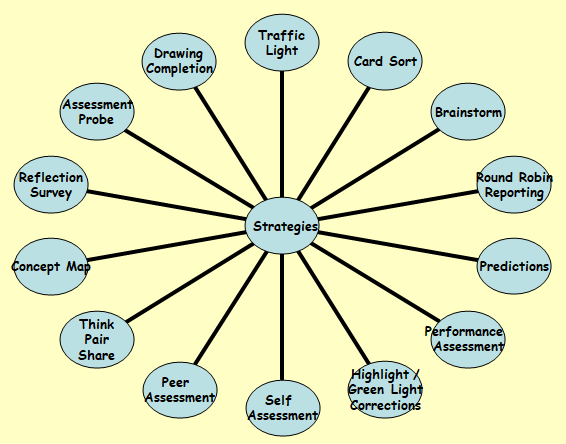 Traffic
Light
Card Sort
Brainstorm
Round Robin
Reporting
Predictions
Performance
Assessment
Highlight /
Green Light
Corrections
Self
Assessment
Peer
Assessment
Think
Pair
Share
Concept Map
Reflection
Survey
Assessment
Probe
Drawing
Completion
Strategies